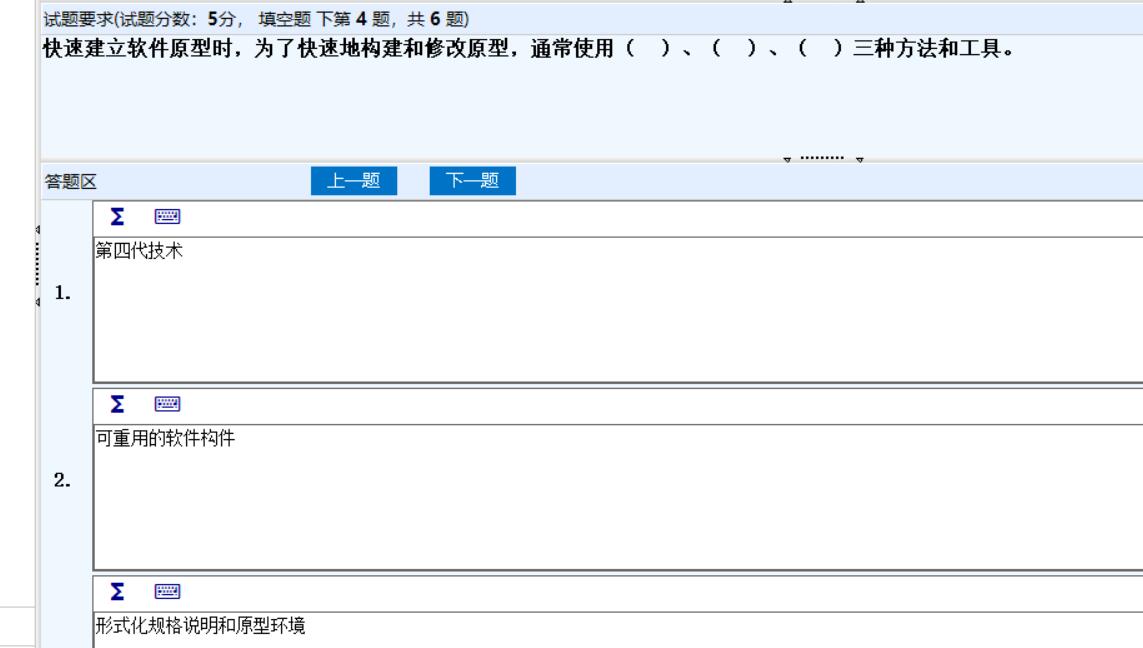 试题要求(试题分数：5分， 填空题 下第 4 题，共 6 题)
快速建立软件原型时，为了快速地构建和修改原型，通常使用（　）、（　）、（　）三种方法和工具。
答题区 上一题 下一题
Σ
1.
第四代技术
Σ
2.
可重用的软件构件
Σ
形式化规格说明和原型环境